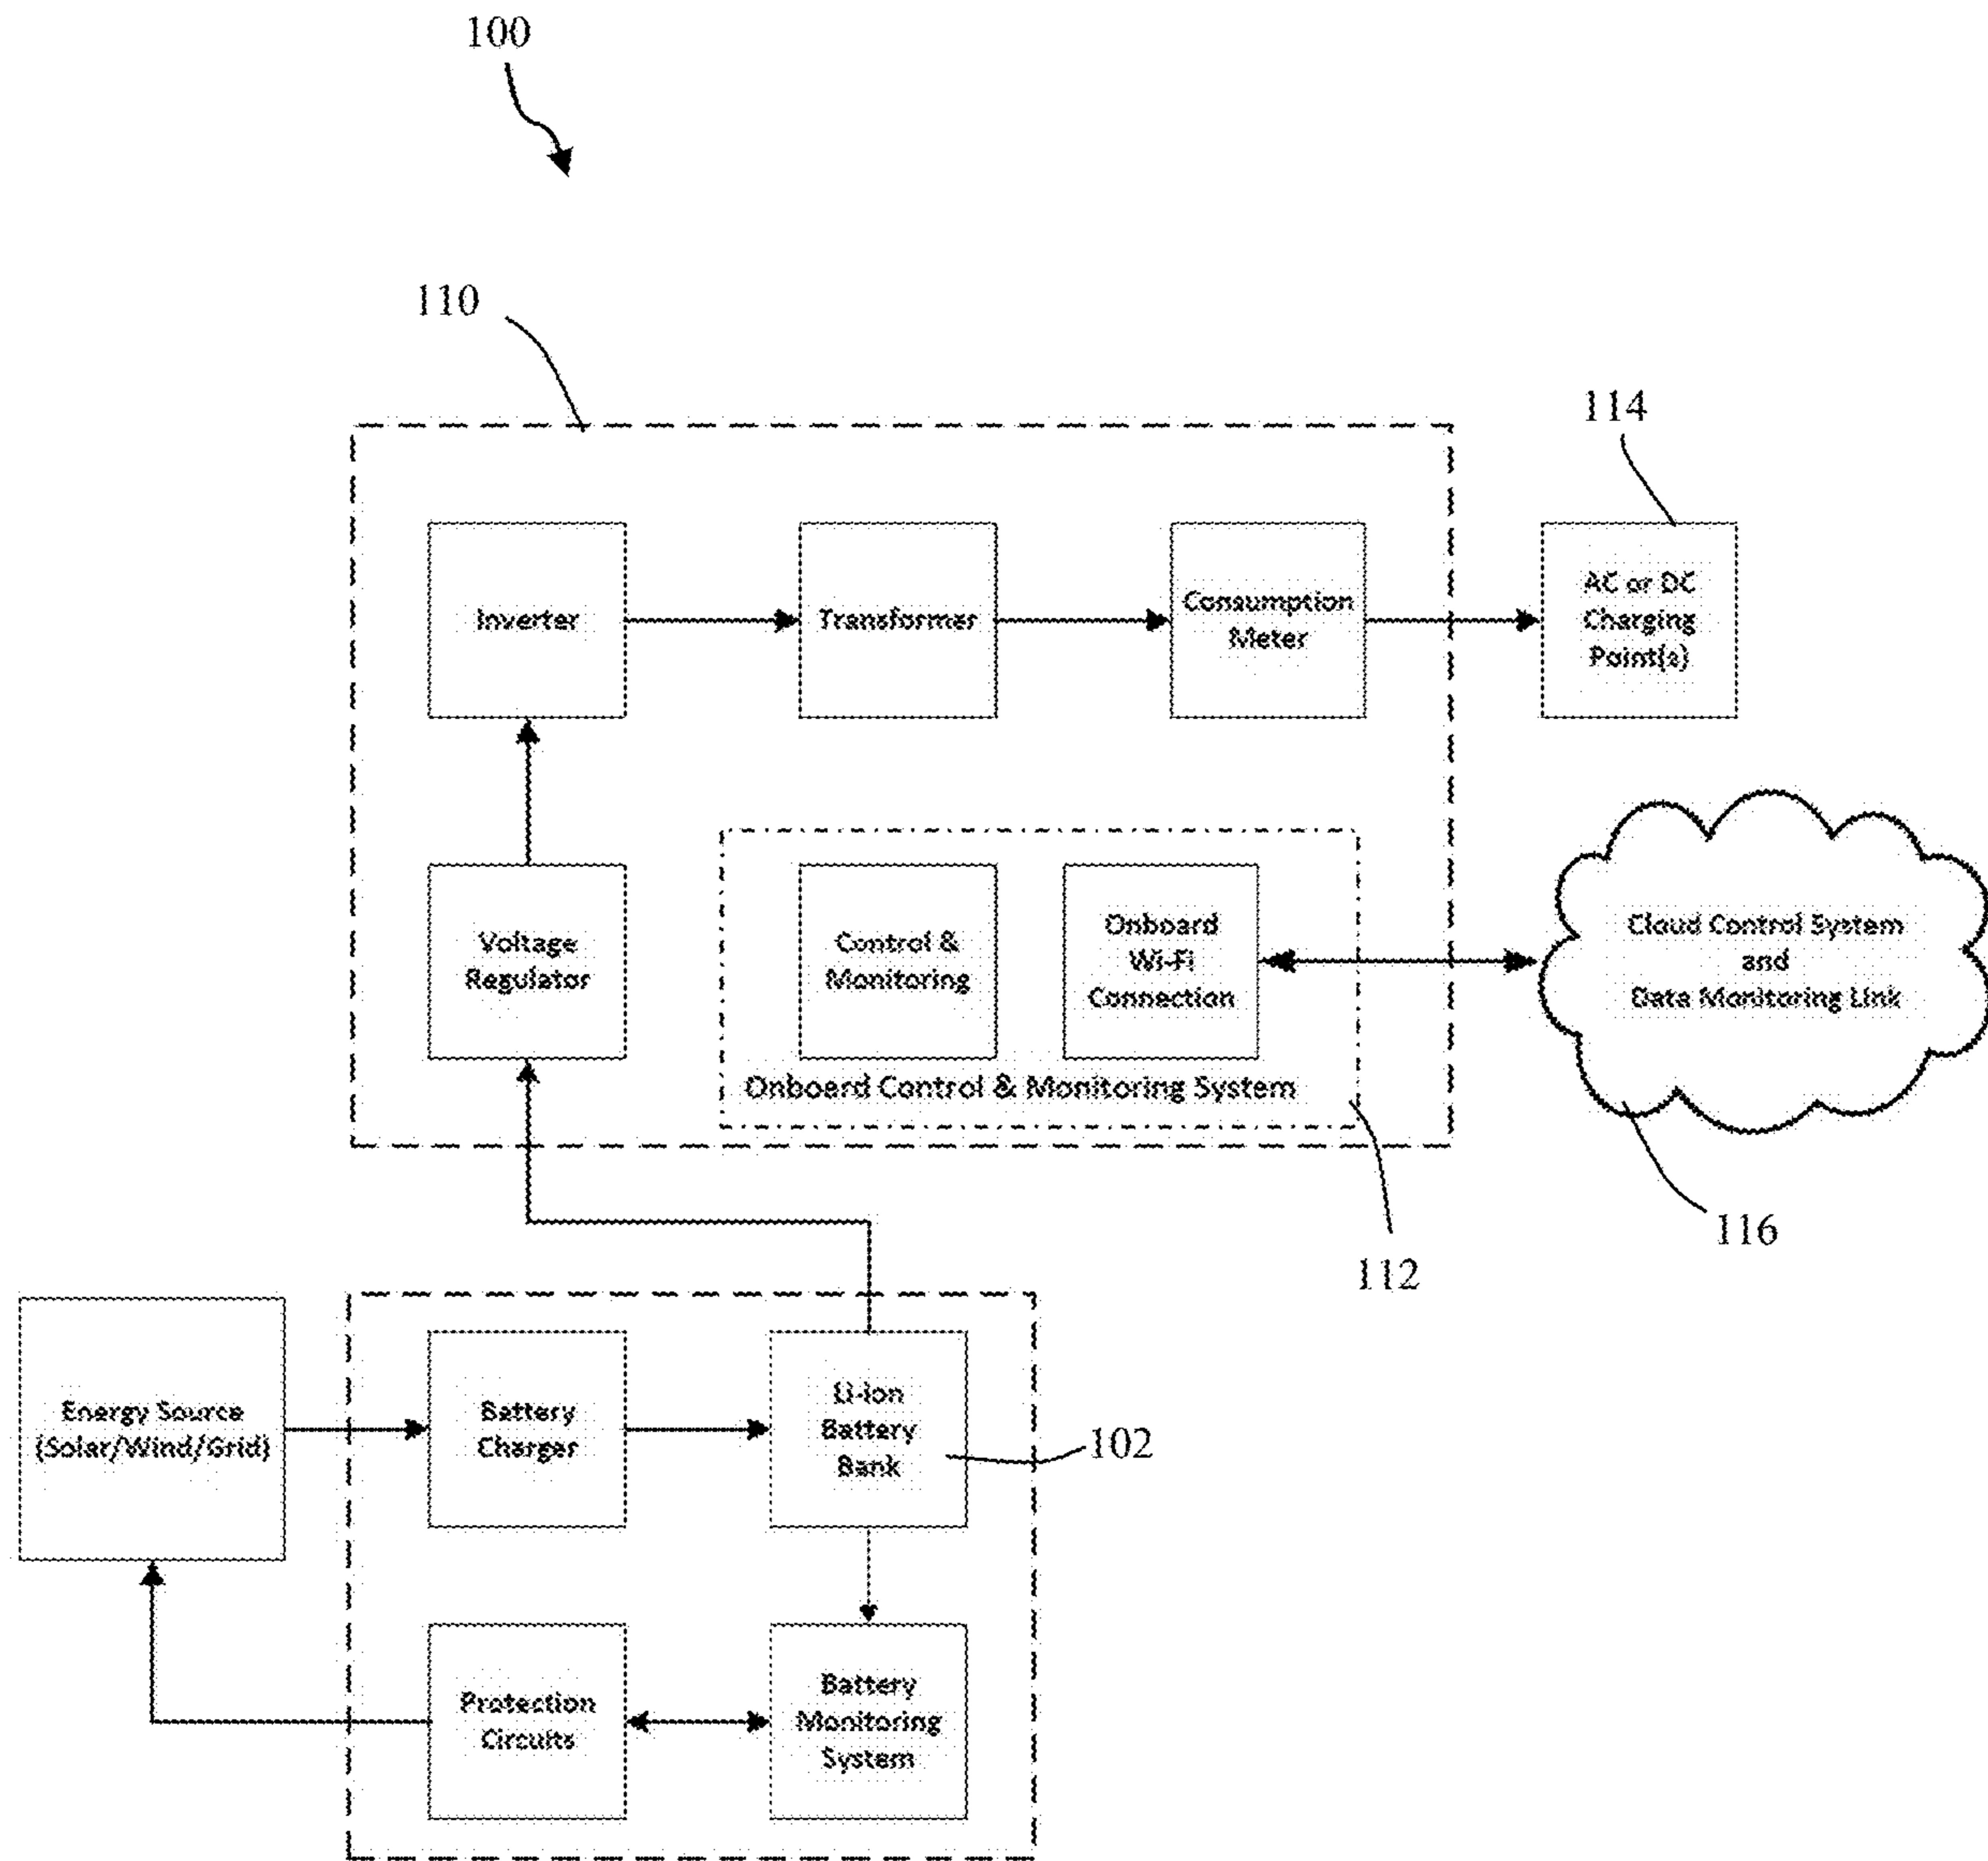 100
110
114
Inverter
Transformer
Consumption
Meter
AC or DC
Charging
Point(s)
Voltage
Regulator
Control &
Monitoring
Onboard
Wi-Fi
Connection
Onboard Control & Monitoring System
Cloud Control System
and
Data Monitoring Link
112
116
Energy Source
(Solar/Wind/Grid)
Battery
Charger
Li-Ion
Battery
Bank
102
Protection
Circuits
Battery
Monitoring
System